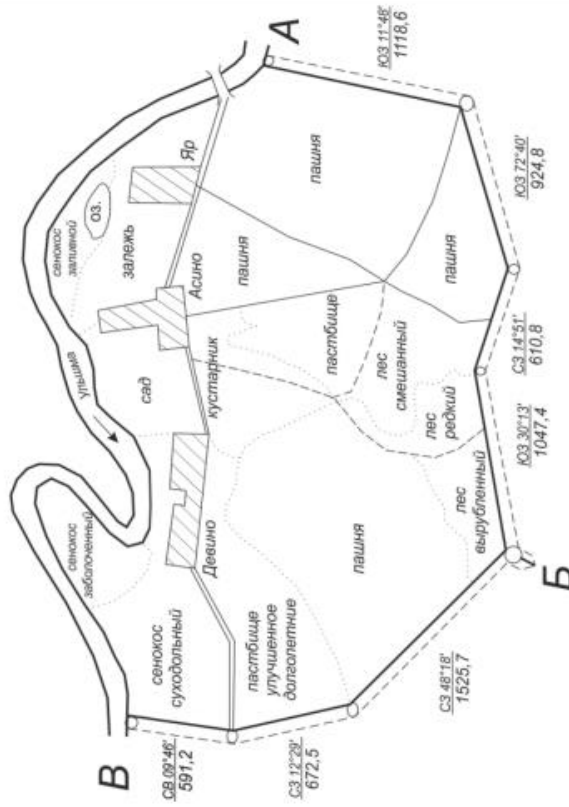 А
ЮЗ 11°48'
1118,6
ЮЗ 72°40'
924,8
СЗ 14°51'
610,8
ЮЗ 30°13'
1047,4
Б
СЗ 48°18'
1525,7
СЗ 12°29'
672,5
СВ 09°46'
591,2
В
сенокос
заливной
оз.
залежь
Яр
пашня
Асино
пашня
пашня
ульшма
сад
кустарник
пастбище
лес
смешанный
лес
редкий
сенокос
заболоченный
Девино
пашня
лес
вырубленный
сенокос
суходольный
пастбище
улучшенное
долголетние